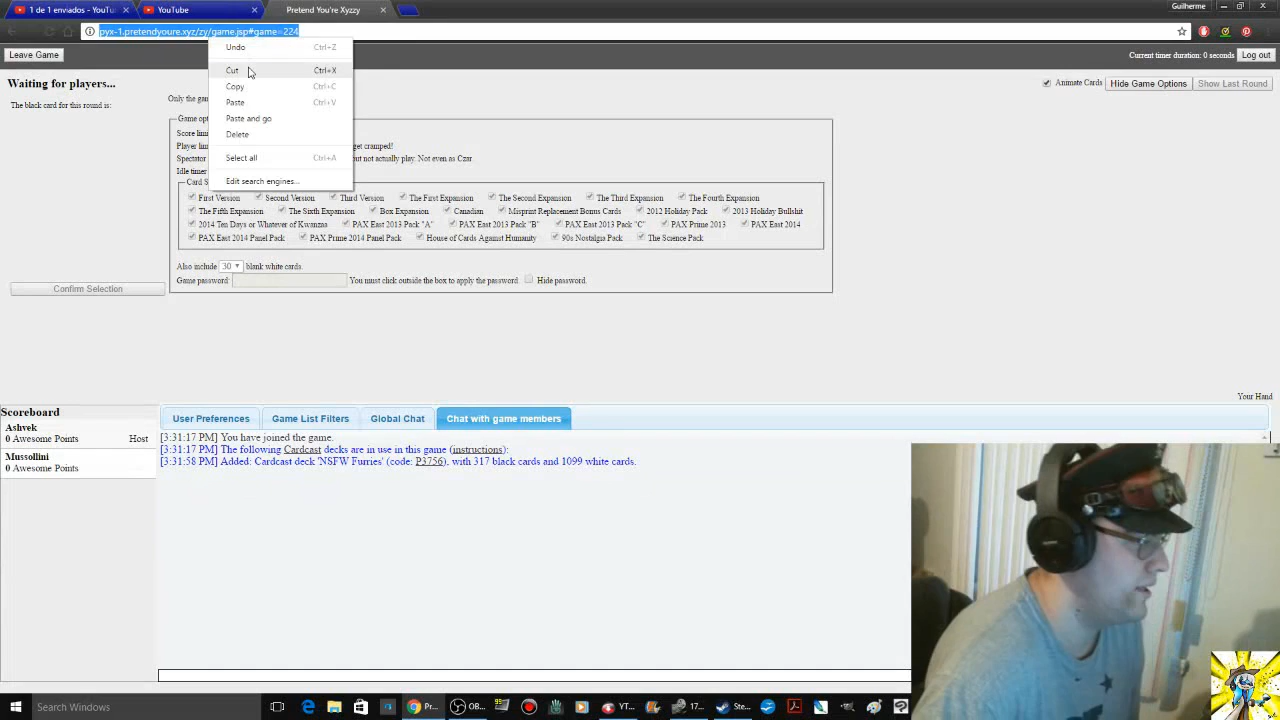 1 de 1 enviados - YouTu
YouTube
Pretend You're Xyzzy
Guilherme
pyx-1.pretendyoure.xyz/zy/game.jsp#game=224
Undo Ctrl+Z
Cut Ctrl+X
Copy Ctrl+C
Paste Ctrl+V
Paste and go
Delete
Select all Ctrl+A
Edit search engines...
Leave Game
Current timer duration: 0 seconds
Log out
Waiting for players...
Animate Cards
Hide Game Options
Show Last Round
The black card for this round is:
Only the ga
Game opt
Score limi
Player lim
get cramped!
Spectator
but not actually play. Not even as Czar.
Idle timer
Card S
First Version Second Version Third Version The First Expansion The Second Expansion The Third Expansion The Fourth Expansion
The Fifth Expansion The Sixth Expansion Box Expansion Canadian Misprint Replacement Bonus Cards 2012 Holiday Pack 2013 Holiday Bullshit
2014 Ten Days or Whatever of Kwanzaa PAX East 2013 Pack "A" PAX East 2013 Pack "B" PAX East 2013 Pack "C" PAX Prime 2013 PAX East 2014
PAX East 2014 Panel Pack PAX Prime 2014 Panel Pack House of Cards Against Humanity 90s Nostalgia Pack The Science Pack
Also include 30 blank white cards.
Game password: You must click outside the box to apply the password. Hide password.
Confirm Selection
Your Hand
Scoreboard
Ashvek
0 Awesome Points Host
Mussollini
0 Awesome Points
User Preferences
Game List Filters
Global Chat
Chat with game members
[3:31:17 PM] You have joined the game.
[3:31:17 PM] The following Cardcast decks are in use in this game (instructions):
[3:31:58 PM] Added: Cardcast deck 'NSFW Furries' (code: P3756), with 317 black cards and 1099 white cards.
Search Windows
Pr...
OB...
YT...
17...
Ste...